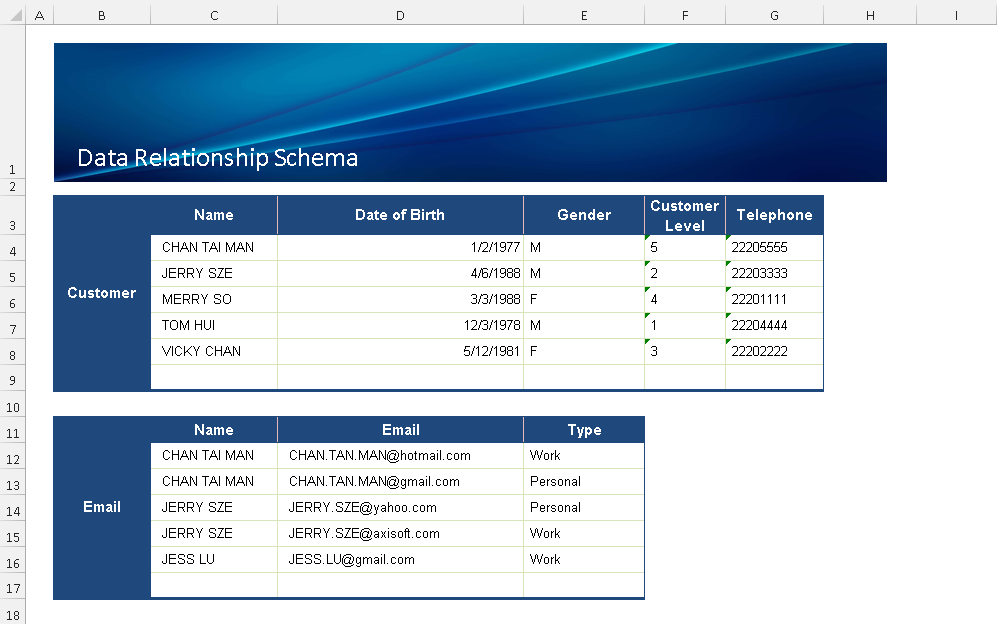 A B C D E F G H I
1 Data Relationship Schema
2
3 Name Date of Birth Gender Customer Level Telephone
4 CHAN TAI MAN 1/2/1977 M 5 22205555
5 JERRY SZE 4/6/1988 M 2 22203333
Customer
6 MERRY SO 3/3/1988 F 4 22201111
7 TOM HUI 12/3/1978 M 1 22204444
8 VICKY CHAN 5/12/1981 F 3 22202222
9
10
11 Name Email Type
12 CHAN TAI MAN CHAN.TAN.MAN@hotmail.com Work
13 CHAN TAI MAN CHAN.TAN.MAN@gmail.com Personal
14 Email JERRY SZE JERRY.SZE@yahoo.com Personal
15 JERRY SZE JERRY.SZE@axisoft.com Work
16 JESS LU JESS.LU@gmail.com Work
17
18